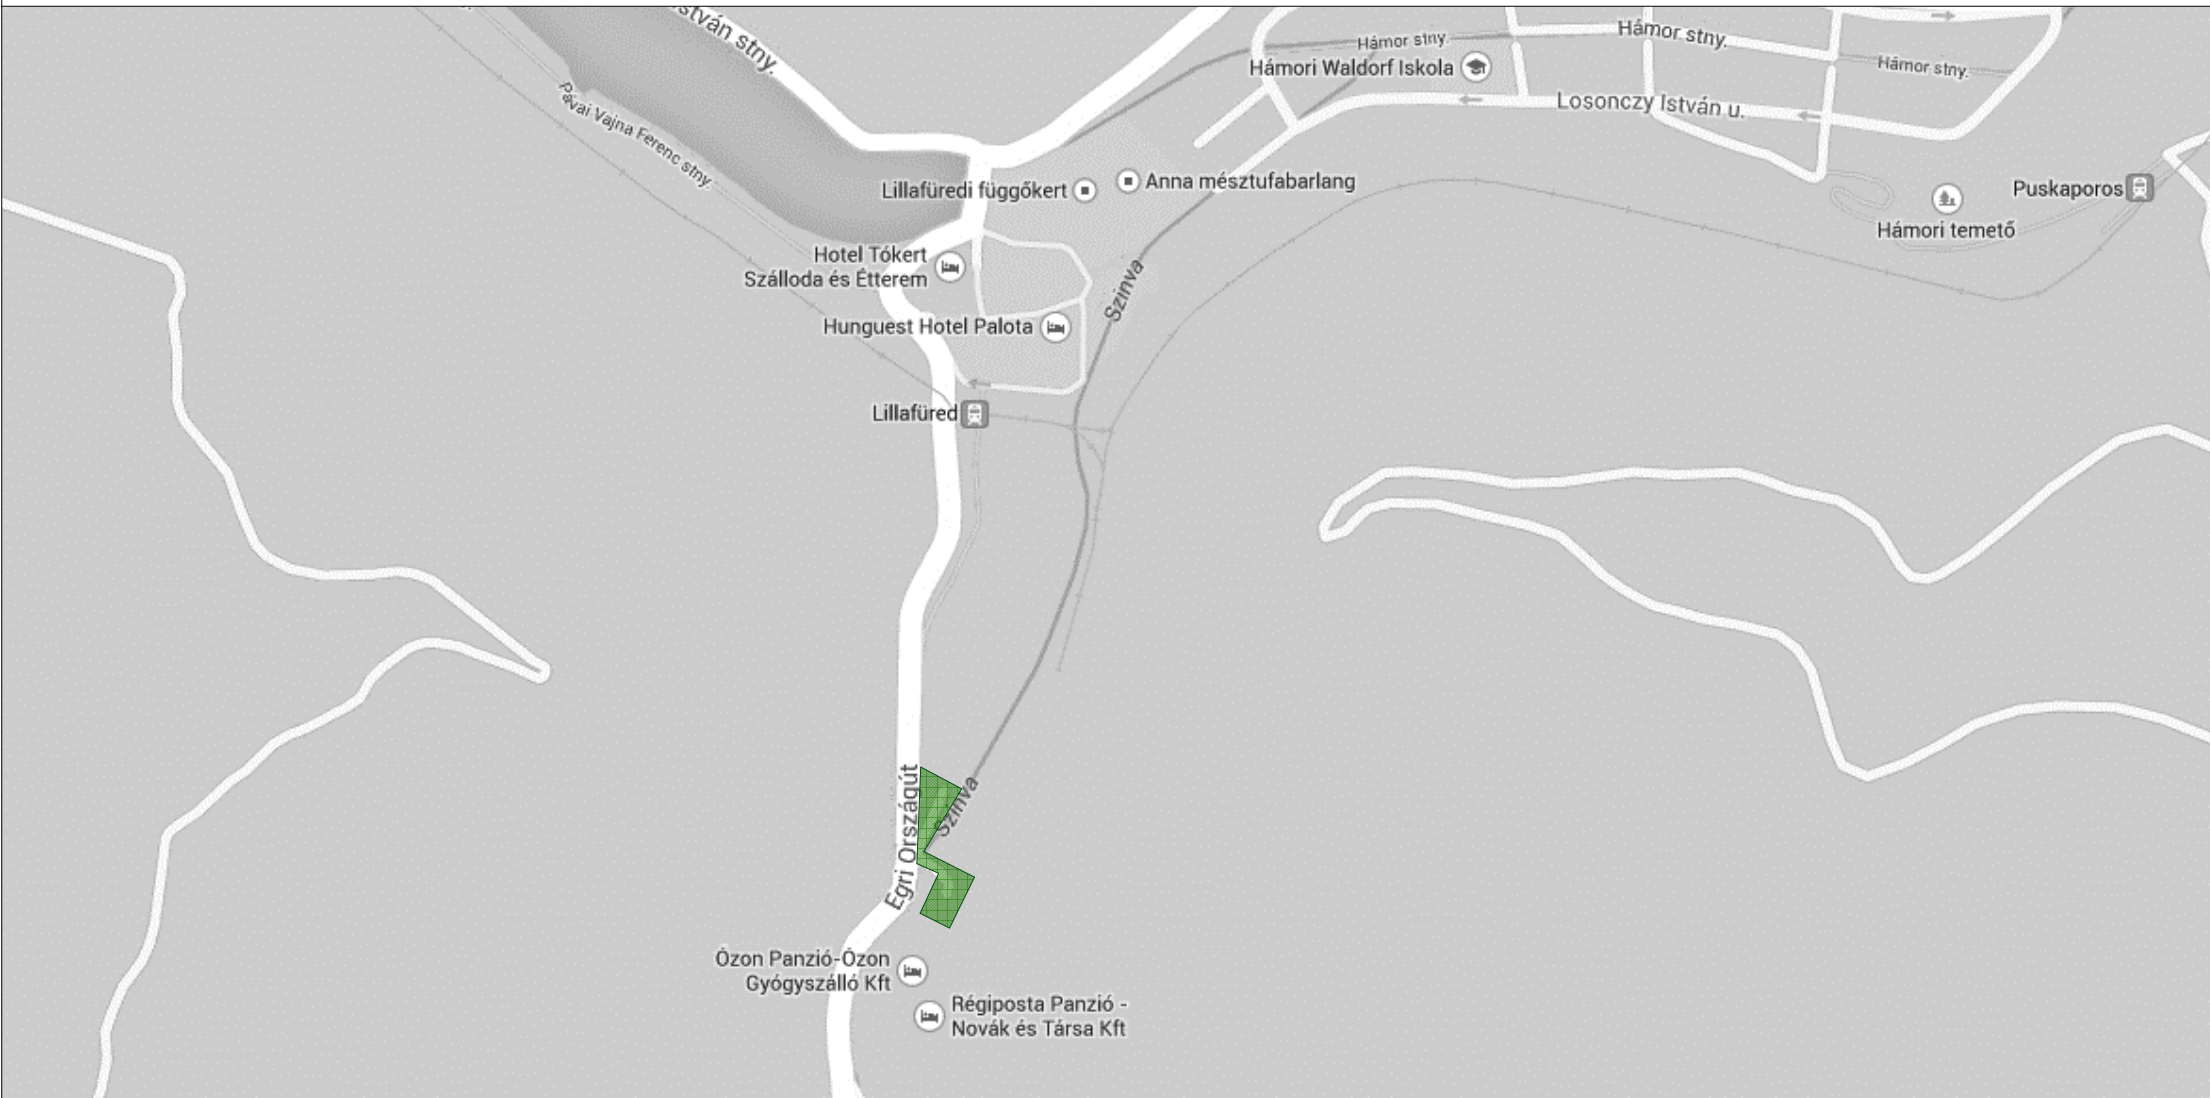 István stny.
Hámor stny.
Hámor stny.
Hámor stny.
Hámori Waldorf Iskola
Losonczy István u.
Pávai Vajna Ferenc stny.
Lillafüredi függőkert
Anna mésztufabarlang
Puskaporos
Hámori temető
Hotel Tókert
Szálloda és Étterem
Szinva
Hunguest Hotel Palota
Lillafüred
Egri Országút
Szinva
Ózon Panzió-Ózon
Gyógyszálló Kft
Régiposta Panzió -
Novák és Társa Kft